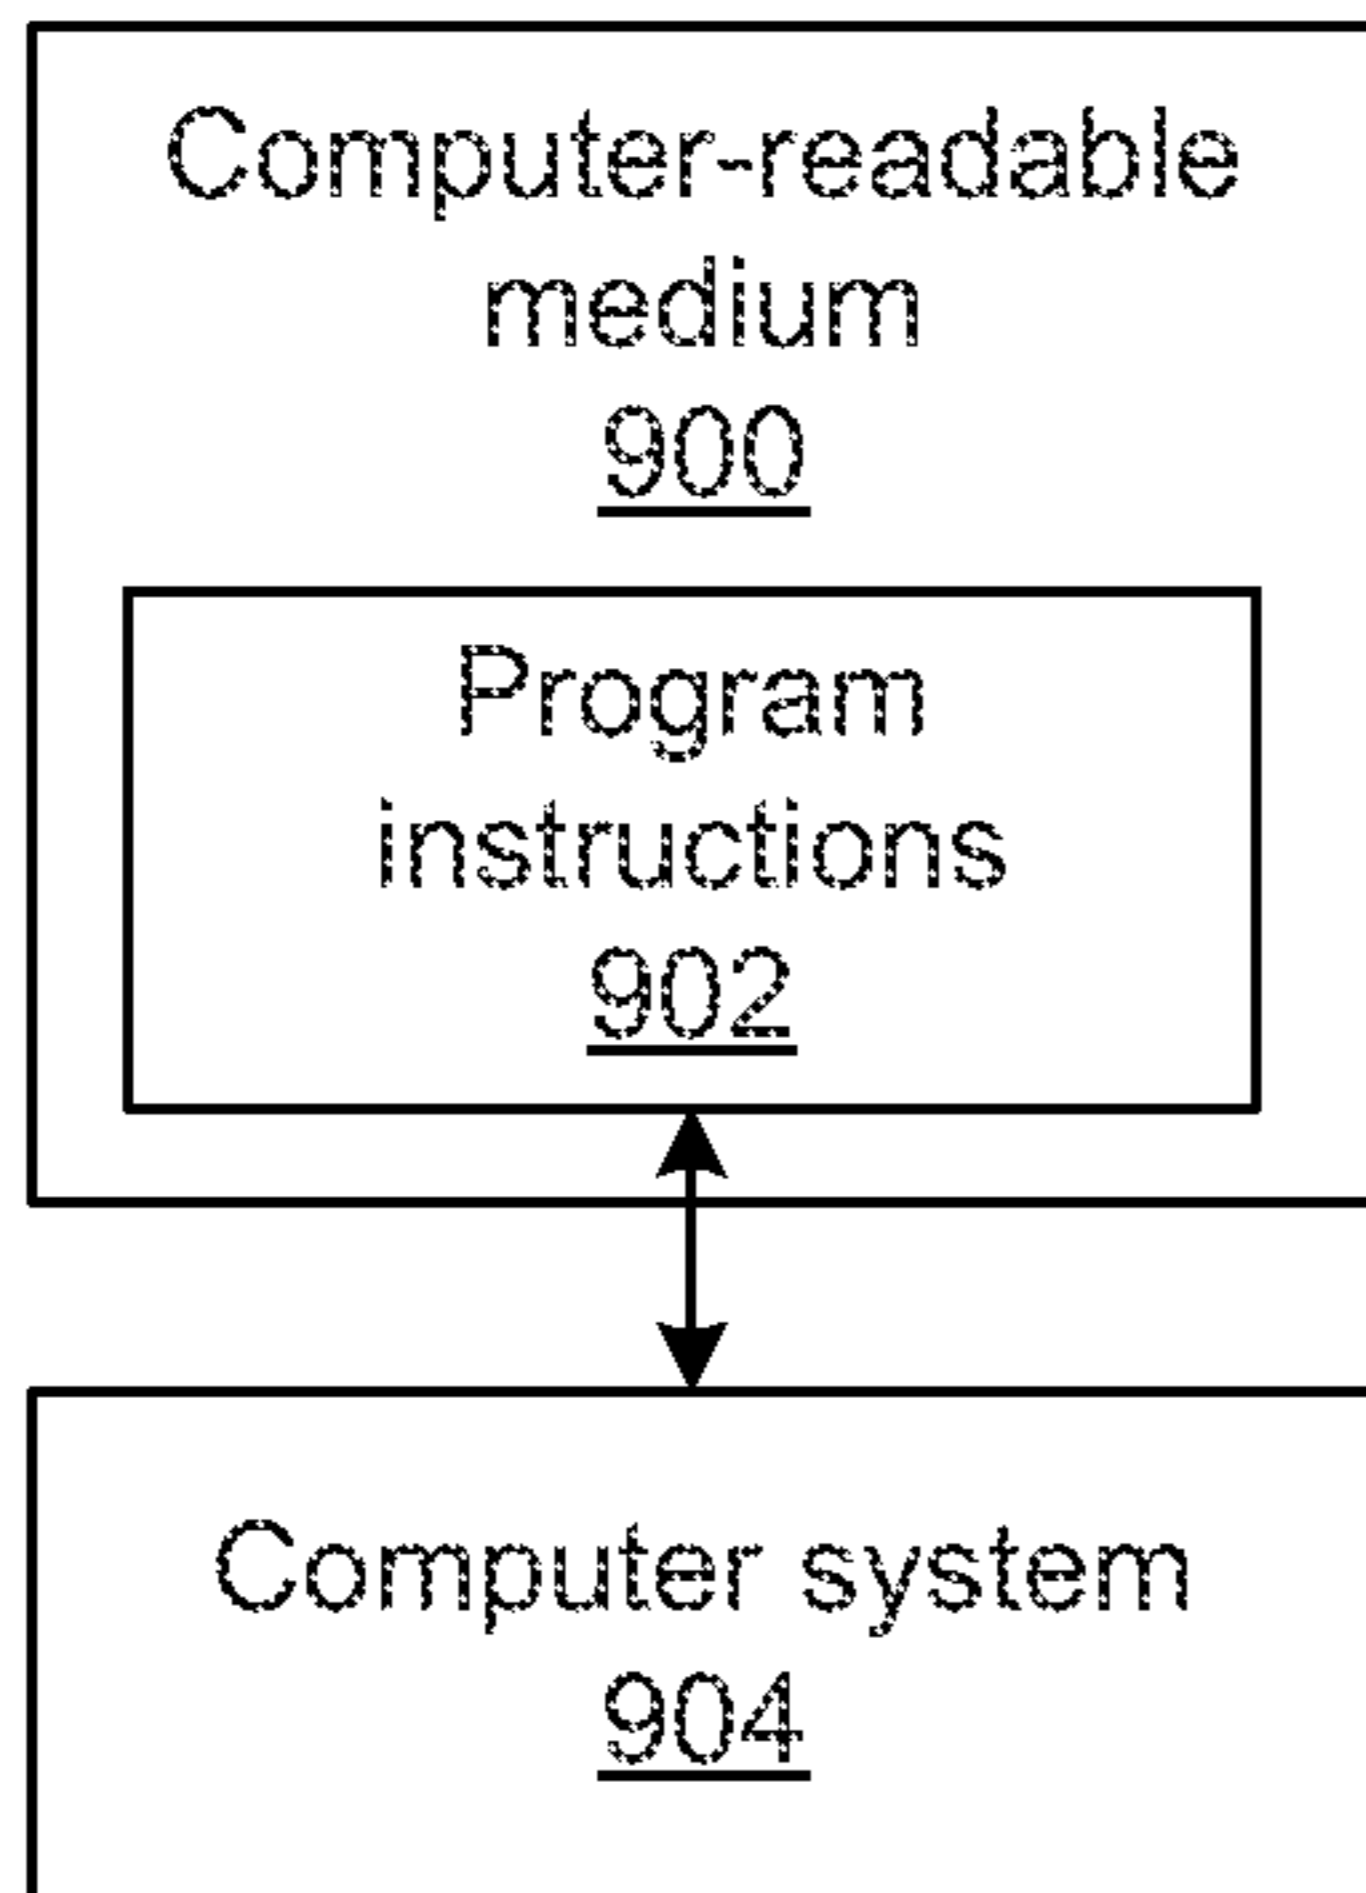 Computer-readable
medium
900
Program
instructions
902
Computer system
904